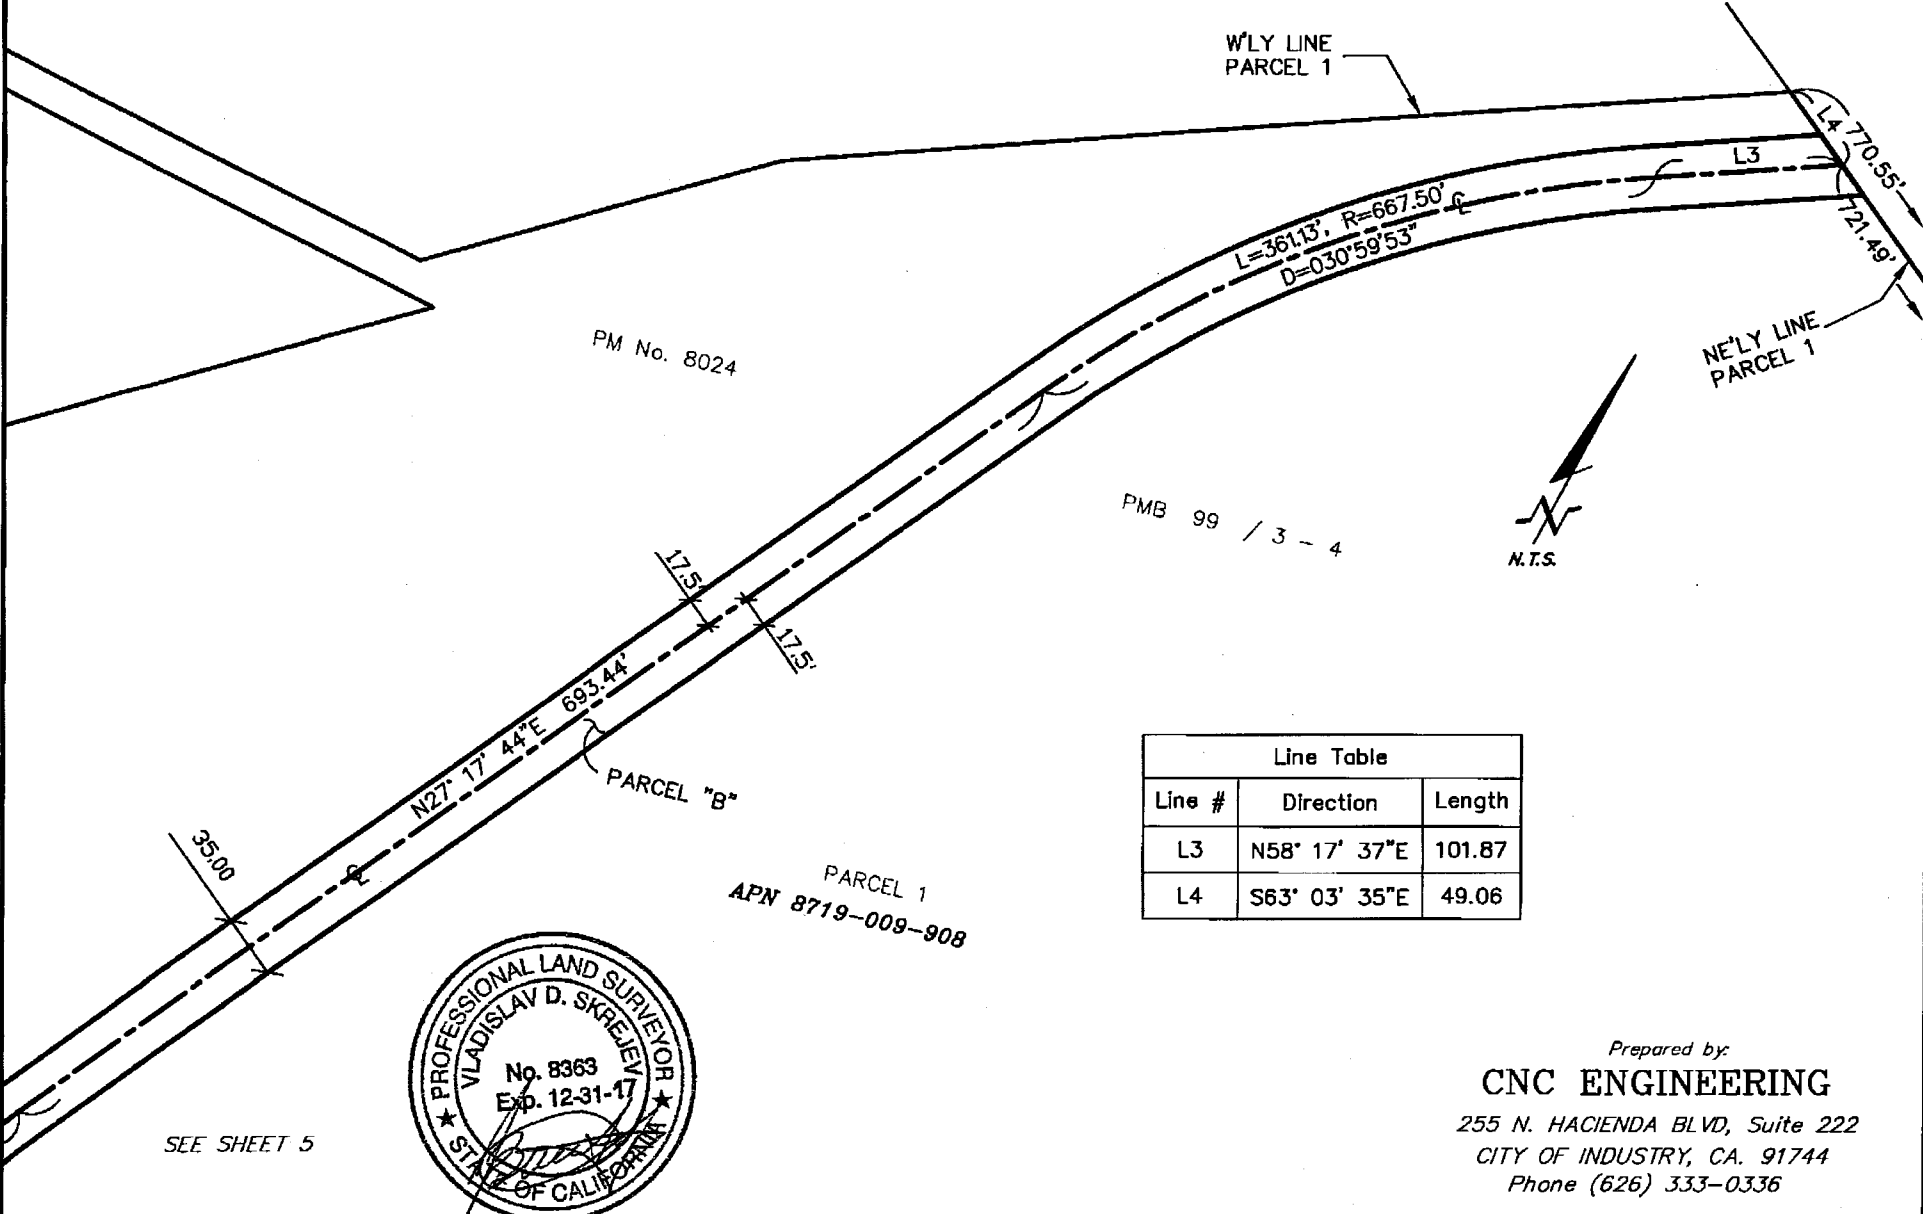 W'LY LINE
PARCEL 1
L4
770.55'
L3
721.49'
L=361.13', R=667.50'
D=030°59'53"
NE'LY LINE
PARCEL 1
PM No. 8024
PMB 99 / 3 - 4
N
N.T.S.
17.5'
17.5'
N27° 17' 44"E 693.44'
PARCEL "B"
35.00
PARCEL 1
APN 8719-009-908
Line Table
Line # Direction Length
L3 N58° 17' 37"E 101.87
L4 S63° 03' 35"E 49.06
PROFESSIONAL LAND SURVEYOR
VLADISLAV D. SKREJEV
No. 8363
Exp. 12-31-17
STATE OF CALIFORNIA
SEE SHEET 5
Prepared by:
CNC ENGINEERING
255 N. HACIENDA BLVD, Suite 222
CITY OF INDUSTRY, CA. 91744
Phone (626) 333-0336